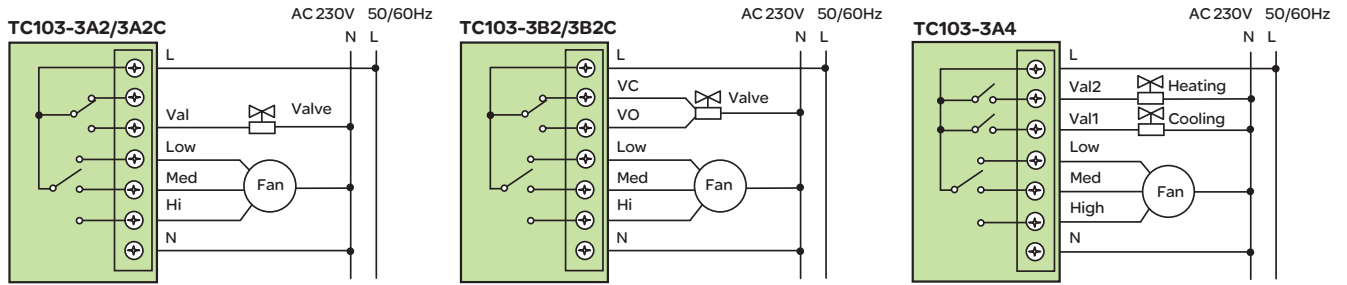 TC103-3A2/3A2C
AC 230V 50/60Hz
N L
L
Val
Valve
Low
Med
Hi
Fan
N
TC103-3B2/3B2C
AC 230V 50/60Hz
N L
L
VC
VO
Valve
Low
Med
Hi
Fan
N
TC103-3A4
AC 230V 50/60Hz
N L
L
Val2
Heating
Val1
Cooling
Low
Med
High
Fan
N